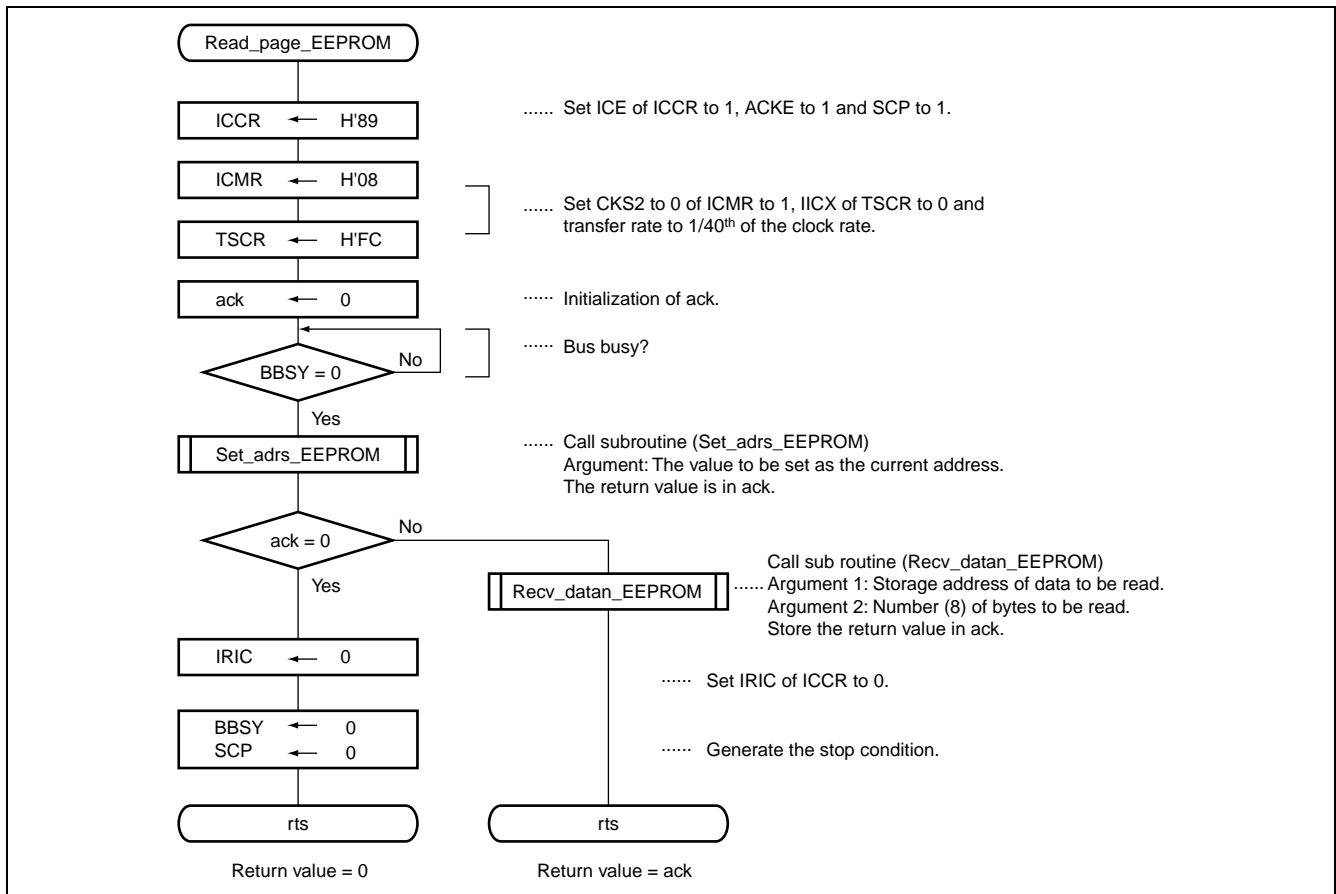 Read_page_EEPROM
ICCR ← H'89
...... Set ICE of ICCR to 1, ACKE to 1 and SCP to 1.
ICMR ← H'08
...... Set CKS2 to 0 of ICMR to 1, IICX of TSCR to 0 and
transfer rate to 1/40th of the clock rate.
TSCR ← H'FC
ack ← 0
...... Initialization of ack.
...... Bus busy?
No
BBSY = 0
Yes
Set_adrs_EEPROM
...... Call subroutine (Set_adrs_EEPROM)
Argument: The value to be set as the current address.
The return value is in ack.
No
ack = 0
Yes
Recv_datan_EEPROM
Call sub routine (Recv_datan_EEPROM)
...... Argument 1: Storage address of data to be read.
Argument 2: Number (8) of bytes to be read.
Store the return value in ack.
IRIC ← 0
...... Set IRIC of ICCR to 0.
BBSY ← 0
SCP ← 0
...... Generate the stop condition.
rts
rts
Return value = 0
Return value = ack